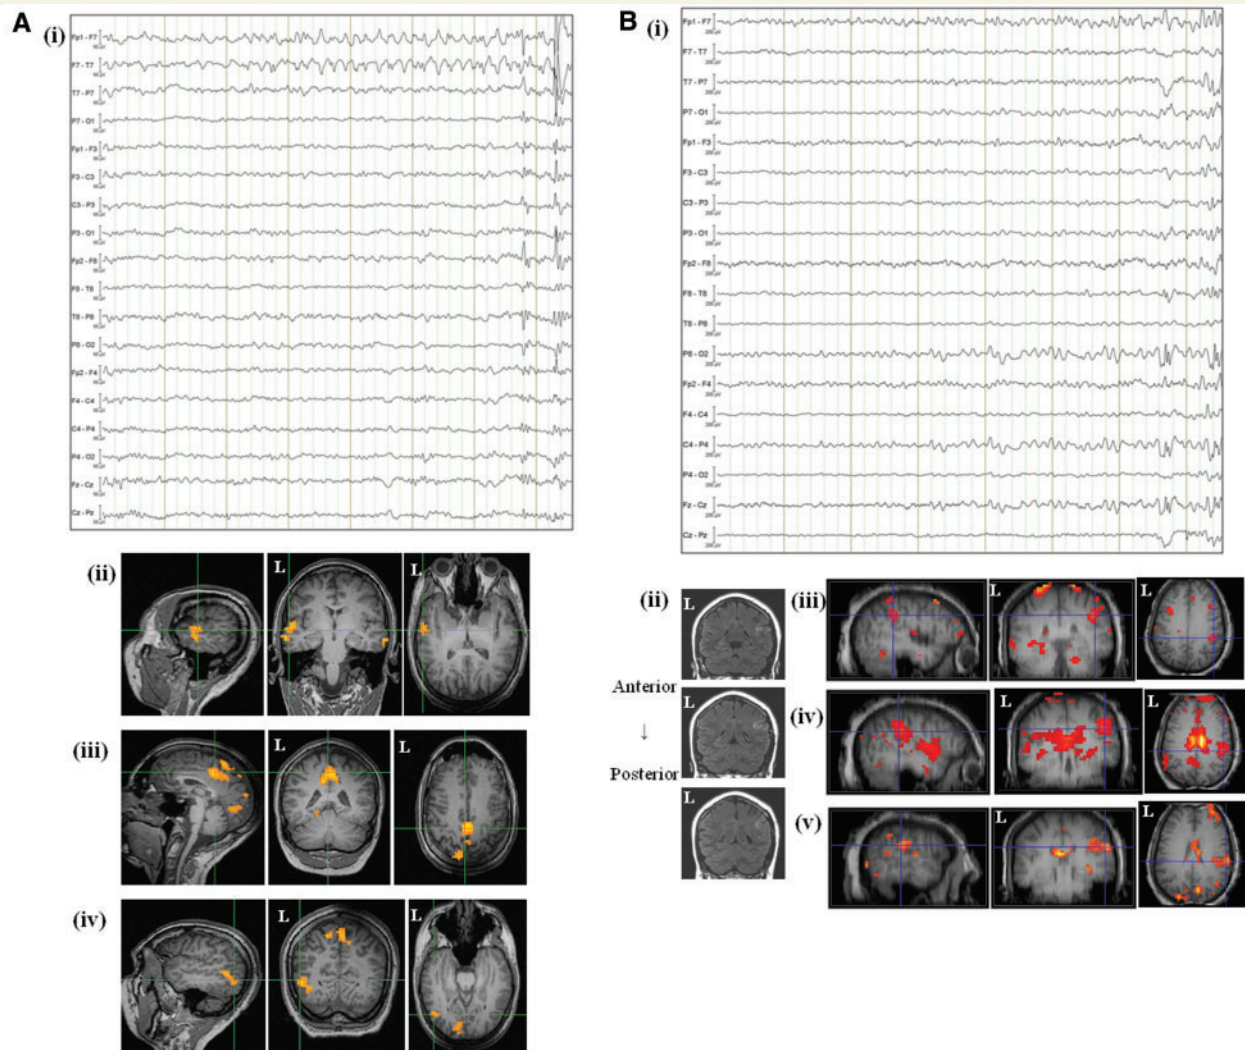 A
(i)
Fp1 - F7
F7 - T7
T7 - P7
P7 - O1
Fp1 - F3
F3 - C3
C3 - P3
P3 - O1
Fp2 - F8
F8 - T8
T8 - P8
P8 - O2
Fp2 - F4
F4 - C4
C4 - P4
P4 - O2
Fz - Cz
Cz - Pz
(ii)
L
L
(iii)
L
L
(iv)
L
L
B
(i)
Fp1 - F7
F7 - T7
T7 - P7
P7 - O1
Fp1 - F3
F3 - C3
C3 - P3
P3 - O1
Fp2 - F8
F8 - T8
T8 - P8
P8 - O2
Fp2 - F4
F4 - C4
C4 - P4
P4 - O2
Fz - Cz
Cz - Pz
(ii)
L
Anterior
↓
L
Posterior
L
(iii)
L
L
(iv)
L
L
(v)
L
L